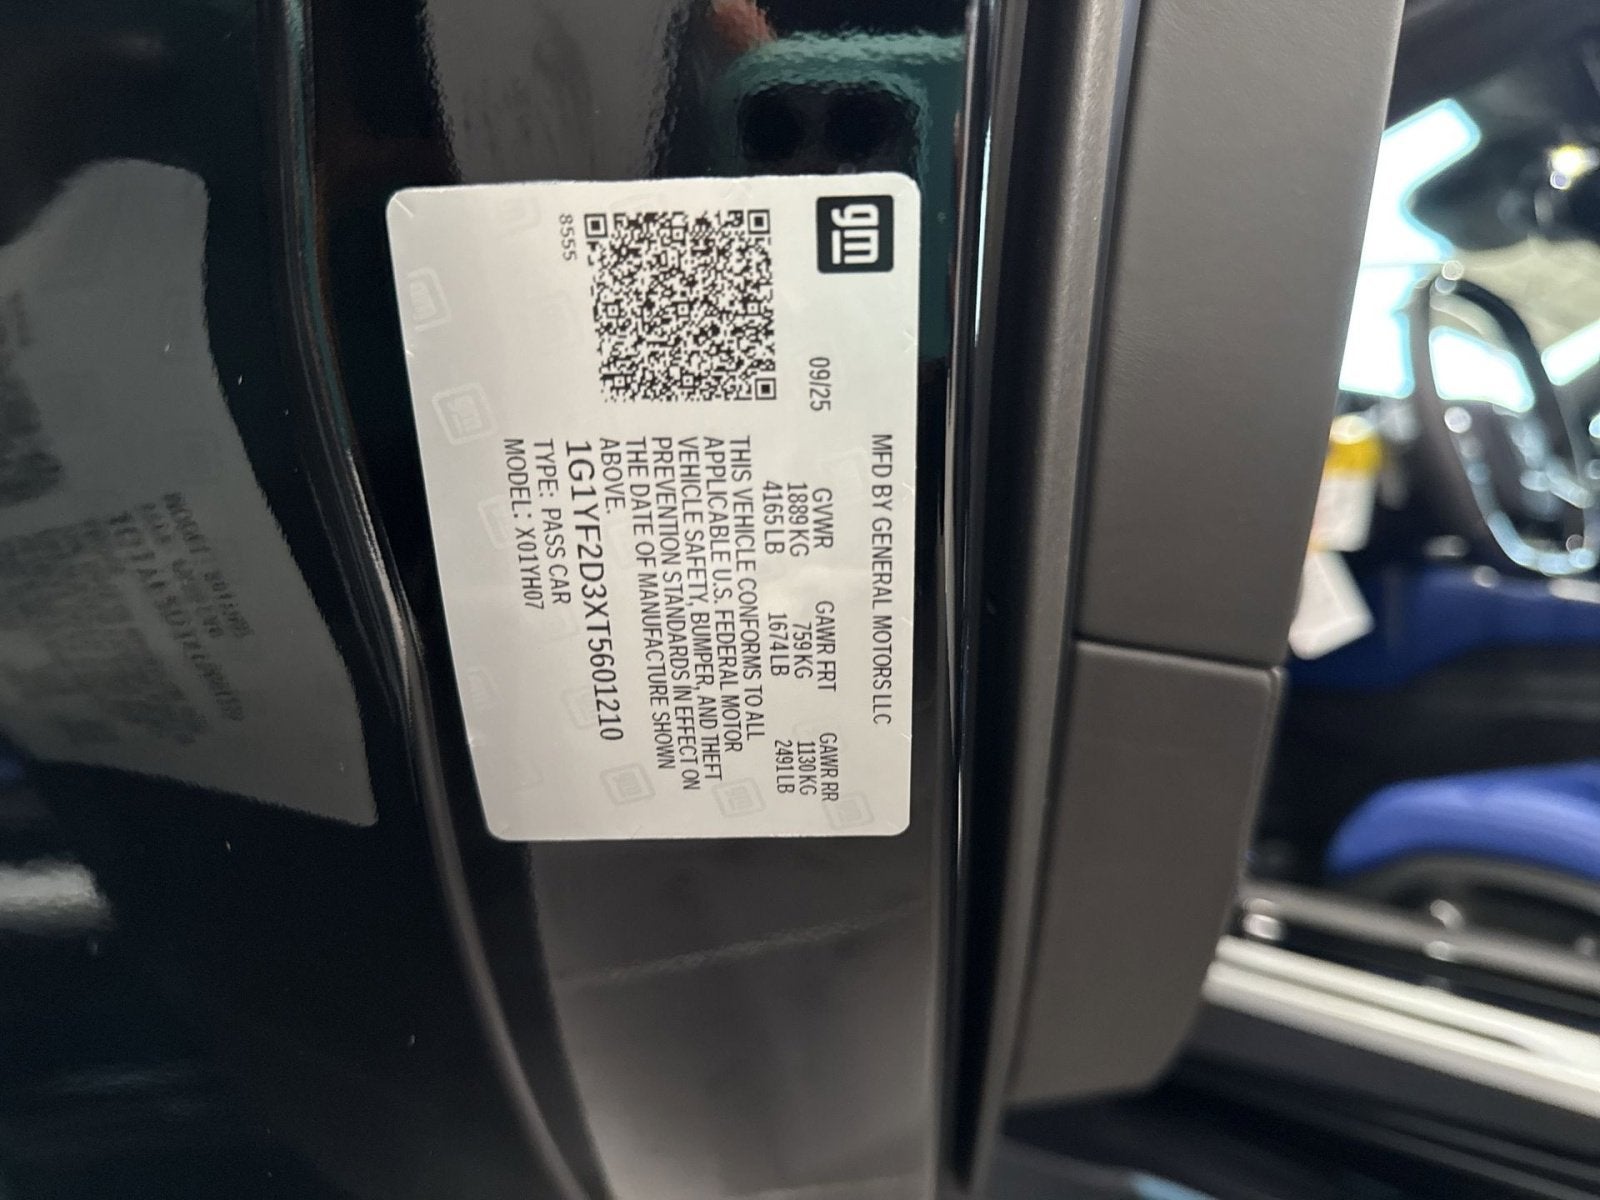 gm
MFD BY GENERAL MOTORS LLC
09/25
GVWR GAWR FRT GAWR RR
1889 KG 759 KG 1130 KG
4165 LB 1674 LB 2491 LB
THIS VEHICLE CONFORMS TO ALL
APPLICABLE U.S. FEDERAL MOTOR
VEHICLE SAFETY, BUMPER, AND THEFT
PREVENTION STANDARDS IN EFFECT ON
THE DATE OF MANUFACTURE SHOWN
ABOVE.
1G1YF2D3XT5601210
TYPE: PASS CAR
MODEL: X01YH07
8555